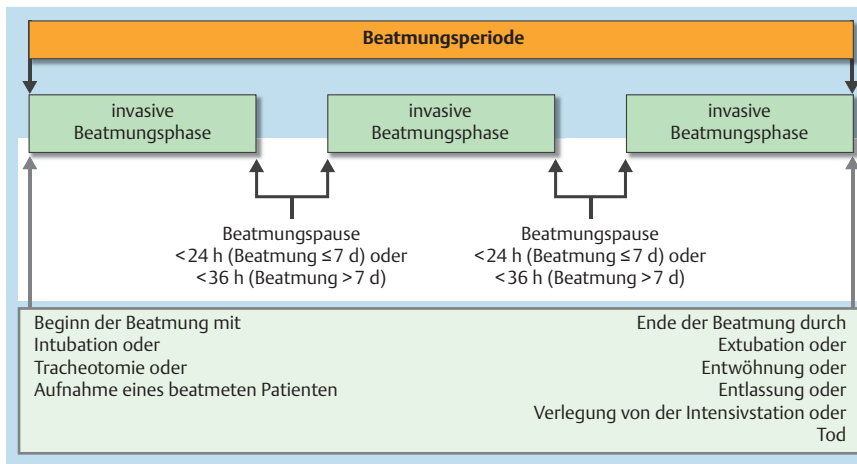 Beatmungsperiode
invasive
Beatmungsphase
invasive
Beatmungsphase
invasive
Beatmungsphase
Beatmungspause
<24 h (Beatmung ≤7 d) oder
<36 h (Beatmung >7 d)
Beatmungspause
<24 h (Beatmung ≤7 d) oder
<36 h (Beatmung >7 d)
Beginn der Beatmung mit
Intubation oder
Tracheotomie oder
Aufnahme eines beatmeten Patienten
Ende der Beatmung durch
Extubation oder
Entwöhnung oder
Entlassung oder
Verlegung von der Intensivstation oder
Tod